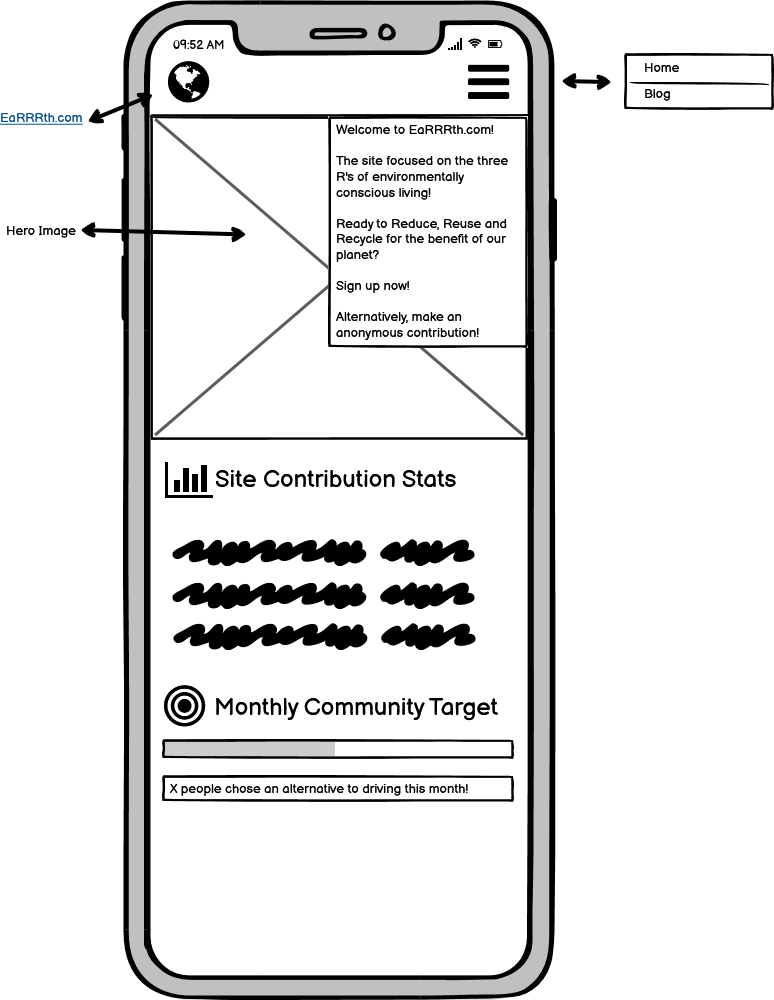 09:52 AM
Home
Blog
EaRRRth.com
Welcome to EaRRRth.com!
The site focused on the three
R's of environmentally
conscious living!
Ready to Reduce, Reuse and
Recycle for the benefit of our
planet?
Sign up now!
Alternatively, make an
anonymous contribution!
Hero Image
Site Contribution Stats
Monthly Community Target
X people chose an alternative to driving this month!